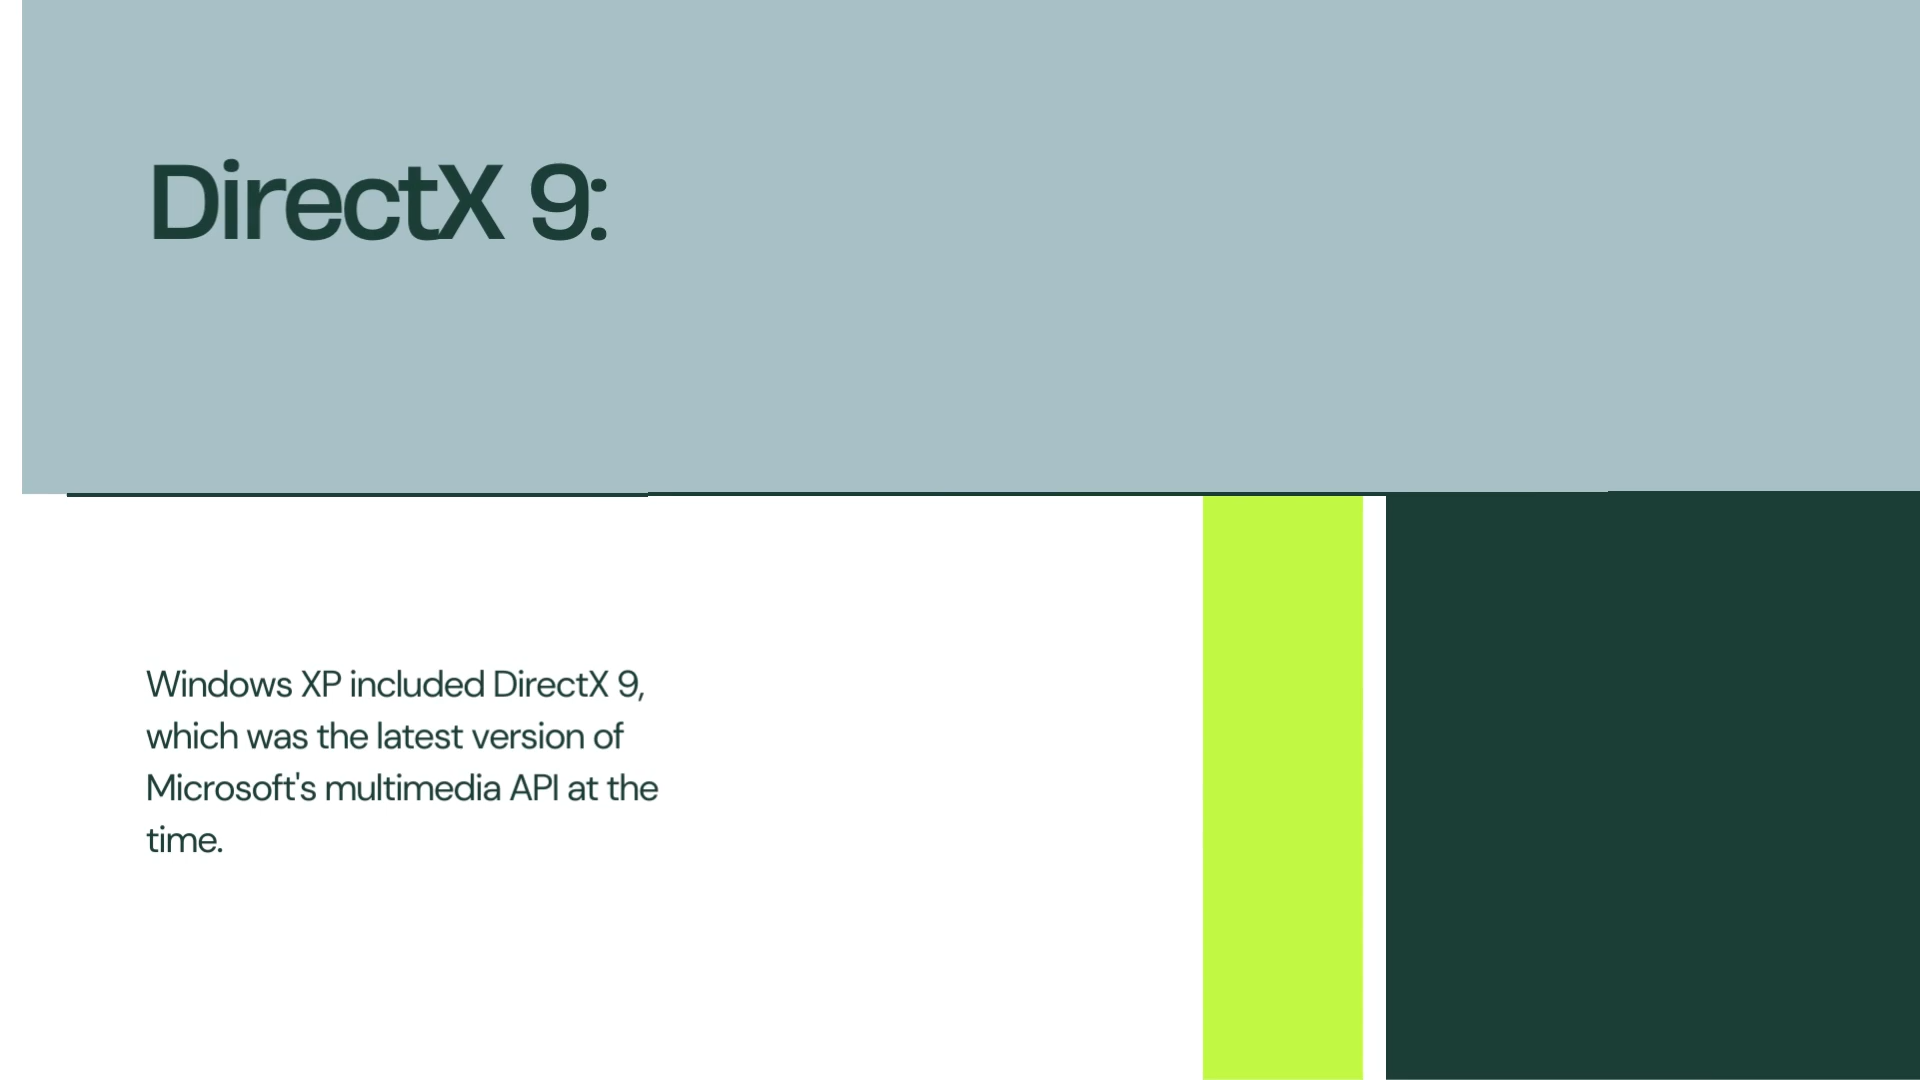 DirectX 9:
Windows XP included DirectX 9,
which was the latest version of
Microsoft's multimedia API at the
time.